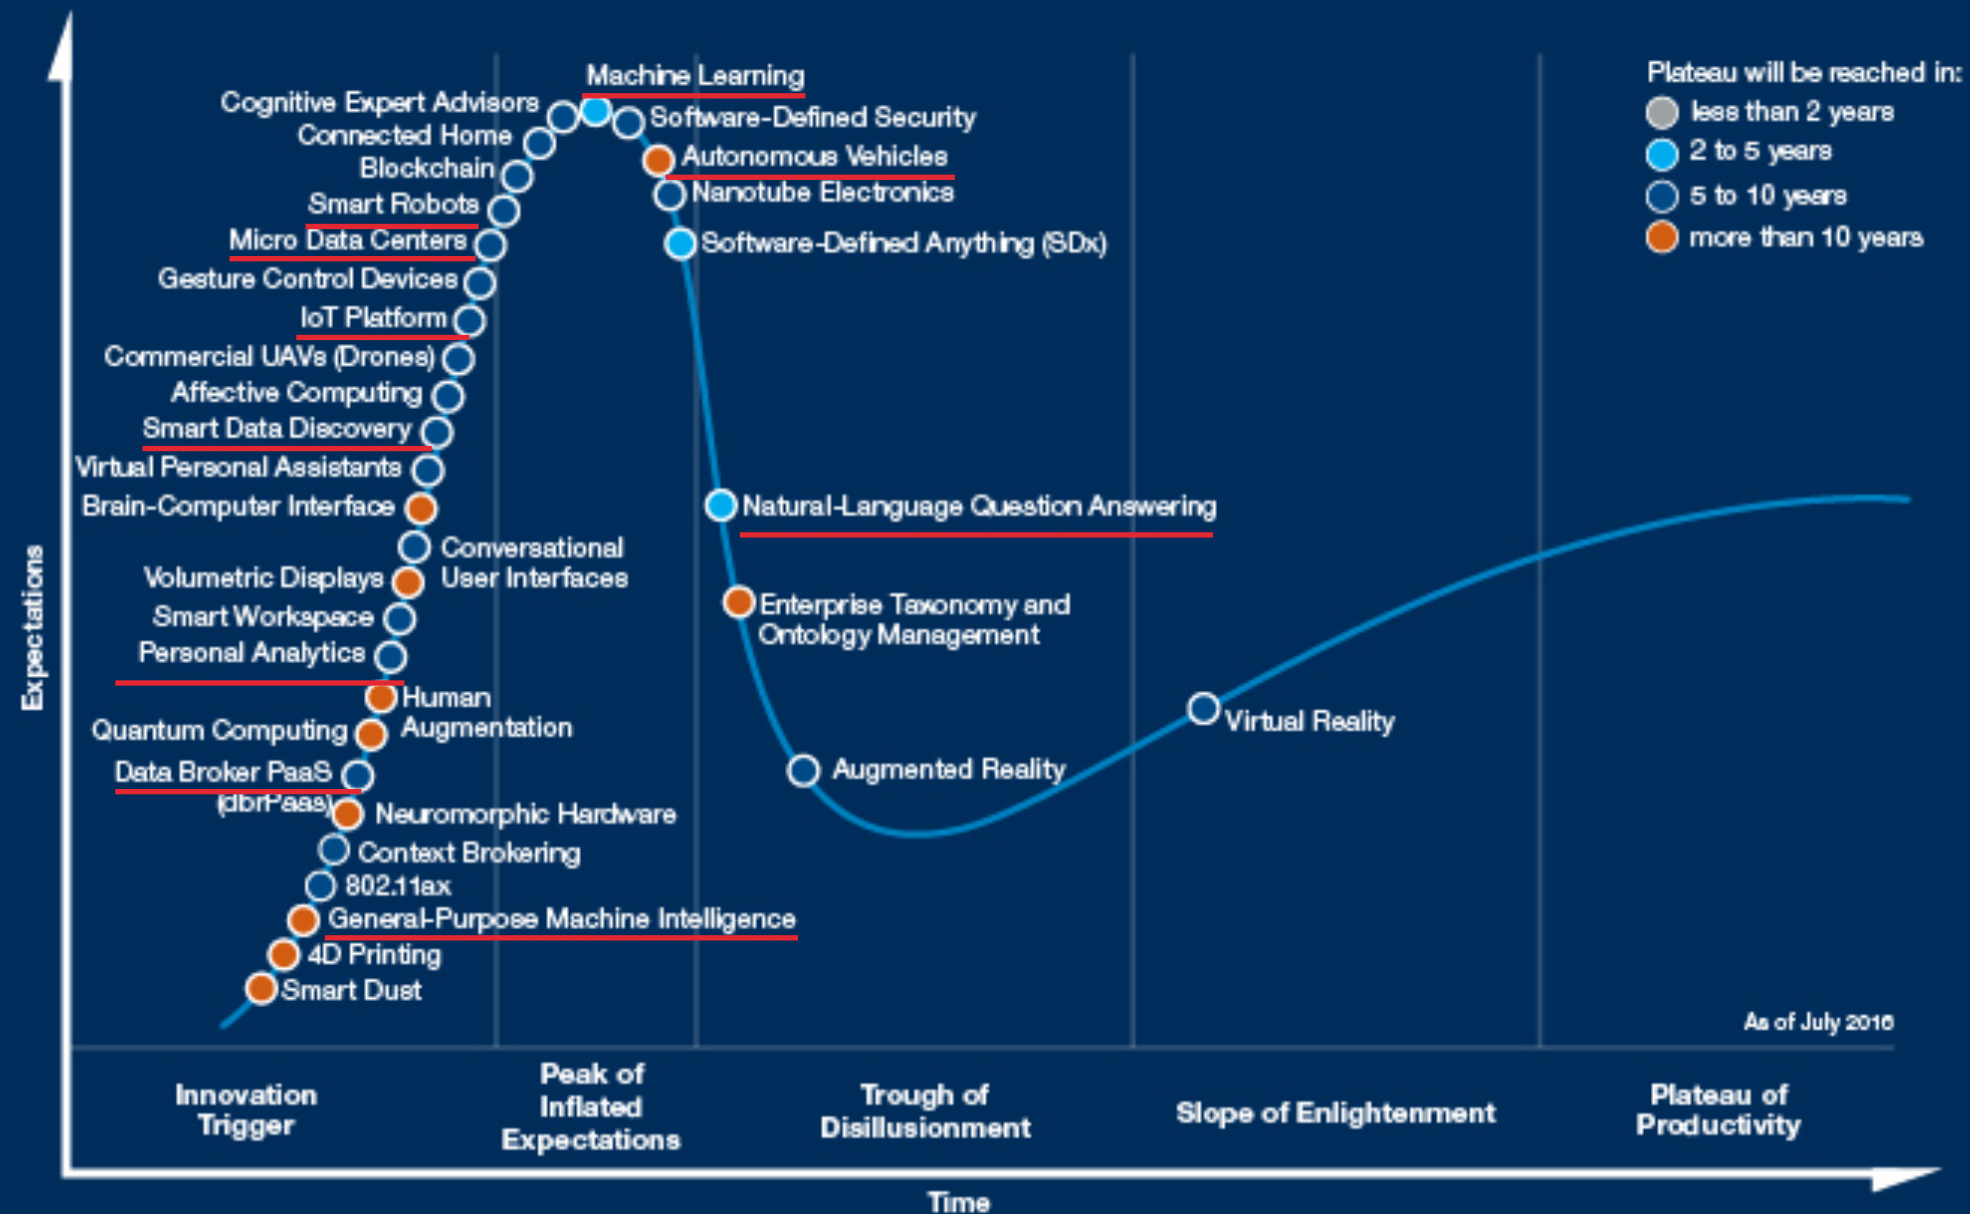 Machine Learning
Cognitive Expert Advisors
Software-Defined Security
Connected Home
Autonomous Vehicles
Blockchain
Nanotube Electronics
Smart Robots
Micro Data Centers
Software-Defined Anything (SDx)
Gesture Control Devices
IoT Platform
Commercial UAVs (Drones)
Affective Computing
Smart Data Discovery
Virtual Personal Assistants
Brain-Computer Interface
Natural-Language Question Answering
Conversational
User Interfaces
Volumetric Displays
Smart Workspace
Enterprise Taxonomy and
Ontology Management
Personal Analytics
Human
Augmentation
Quantum Computing
Data Broker PaaS
(dbrPaas)
Neuromorphic Hardware
Context Brokering
802.11ax
General-Purpose Machine Intelligence
4D Printing
Smart Dust
Augmented Reality
Virtual Reality
Plateau will be reached in:
less than 2 years
2 to 5 years
5 to 10 years
more than 10 years
As of July 2016
Expectations
Innovation
Trigger
Peak of
Inflated
Expectations
Trough of
Disillusionment
Slope of Enlightenment
Plateau of
Productivity
Time